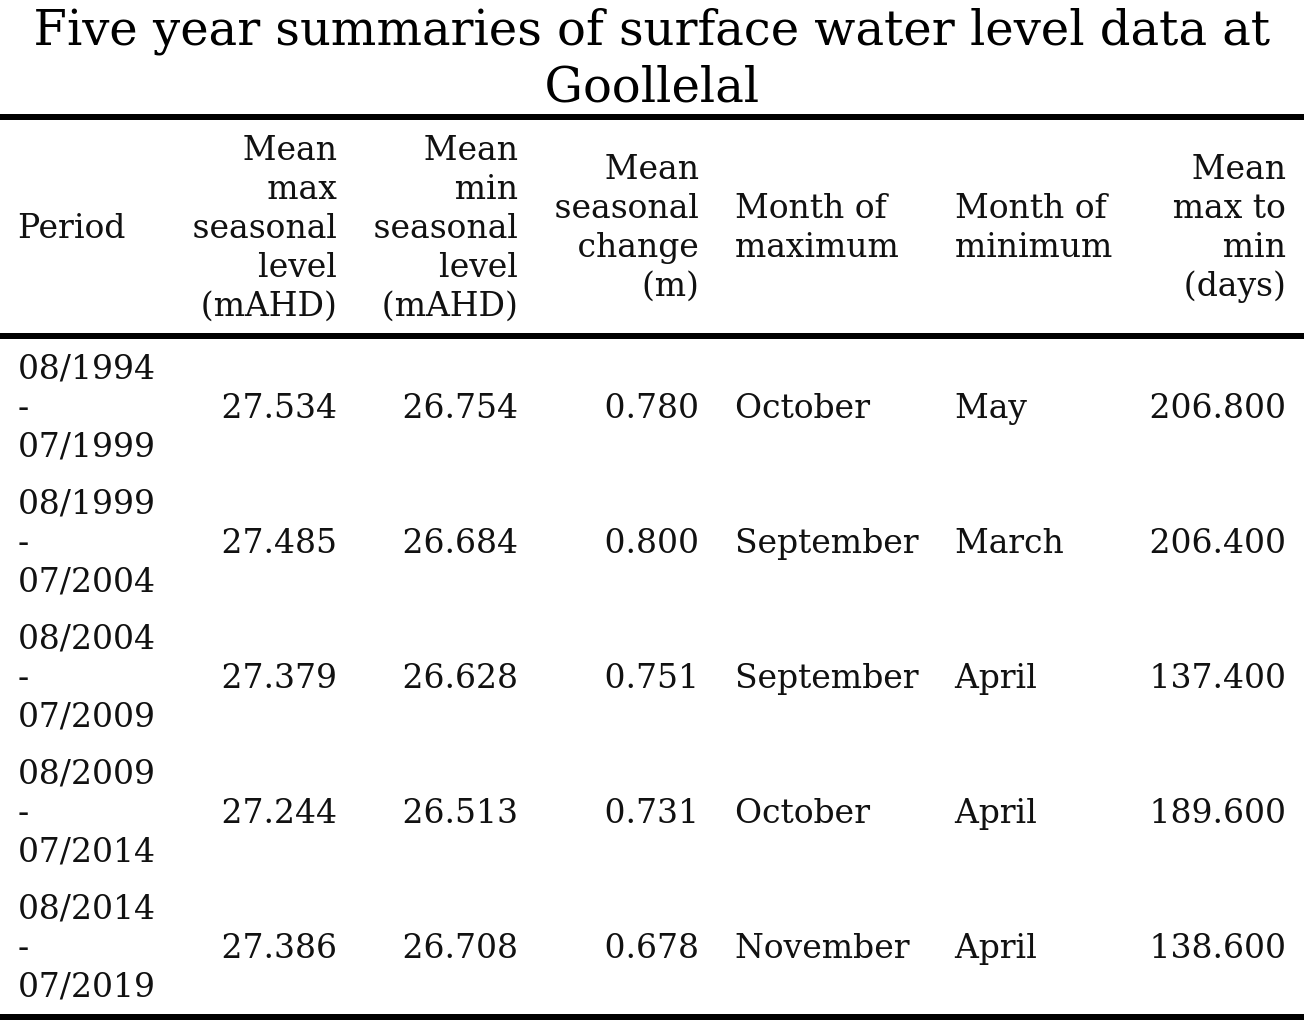 Five year summaries of surface water level data at
Goollelal
Period
Mean
max
seasonal
level
(mAHD)
Mean
min
seasonal
level
(mAHD)
Mean
seasonal
change
(m)
Month of
maximum
Month of
minimum
Mean
max to
min
(days)
08/1994
-
07/1999
27.534
26.754
0.780
October
May
206.800
08/1999
-
07/2004
27.485
26.684
0.800
September
March
206.400
08/2004
-
07/2009
27.379
26.628
0.751
September
April
137.400
08/2009
-
07/2014
27.244
26.513
0.731
October
April
189.600
08/2014
-
07/2019
27.386
26.708
0.678
November
April
138.600